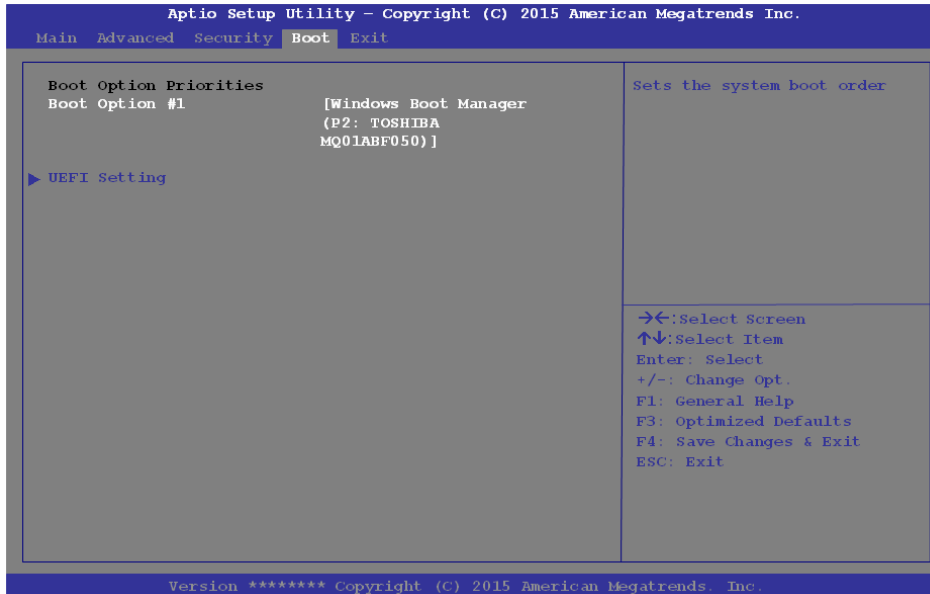 Aptio Setup Utility – Copyright (C) 2015 American Megatrends Inc.
Main Advanced Security Boot Exit
Boot Option Priorities
Boot Option #1 [Windows Boot Manager
(P2: TOSHIBA
MQ01ABF050)]
UEFI Setting
Sets the system boot order
→←:Select Screen
↑↓:Select Item
Enter: Select
+/-: Change Opt.
F1: General Help
F3: Optimized Defaults
F4: Save Changes & Exit
ESC: Exit
Version ******** Copyright (C) 2015 American Megatrends. Inc.